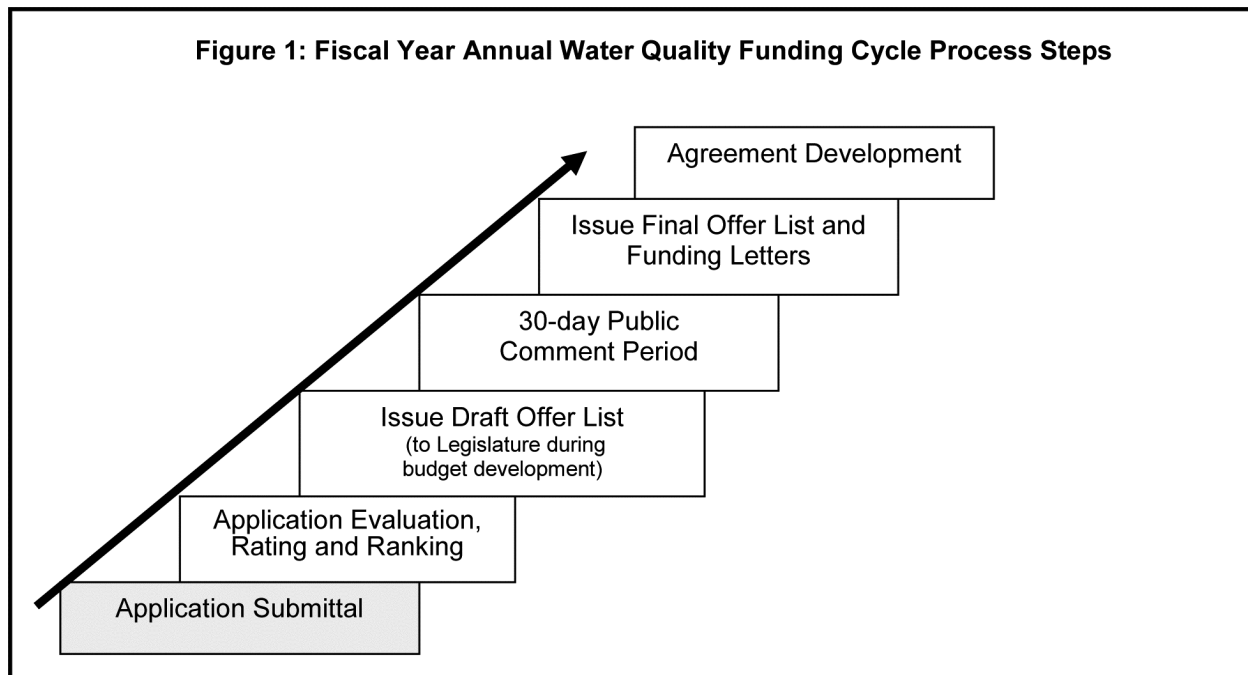 Figure 1: Fiscal Year Annual Water Quality Funding Cycle Process Steps
Agreement Development
Issue Final Offer List and
Funding Letters
30-day Public
Comment Period
Issue Draft Offer List
(to Legislature during
budget development)
Application Evaluation,
Rating and Ranking
Application Submittal